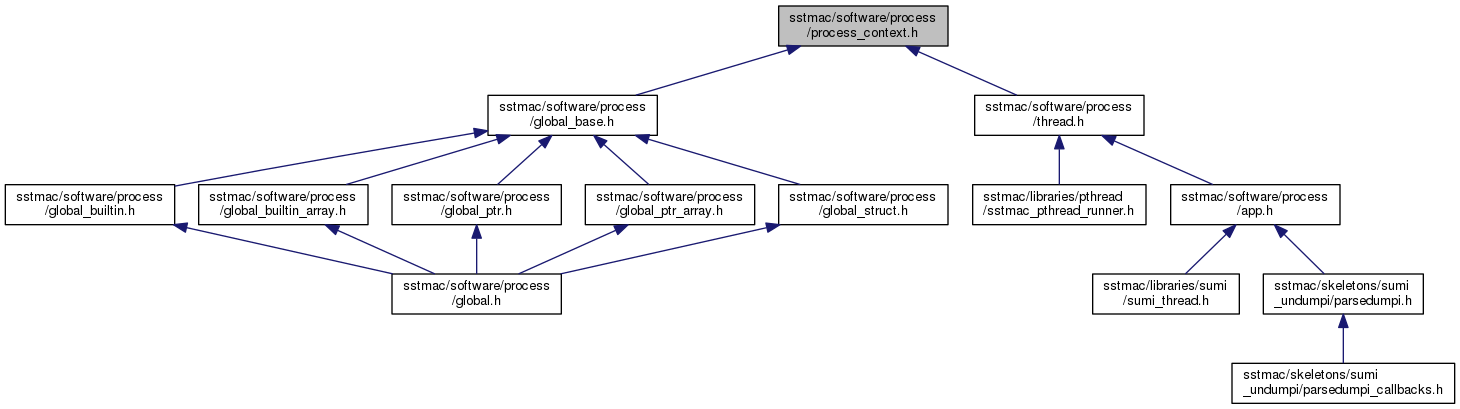 sstmac/software/process
/process_context.h
sstmac/software/process
/global_base.h
sstmac/software/process
/thread.h
sstmac/software/process
/global_builtin.h
sstmac/software/process
/global_builtin_array.h
sstmac/software/process
/global_ptr.h
sstmac/software/process
/global_ptr_array.h
sstmac/software/process
/global_struct.h
sstmac/libraries/pthread
/sstmac_pthread_runner.h
sstmac/software/process
/app.h
sstmac/software/process
/global.h
sstmac/libraries/sumi
/sumi_thread.h
sstmac/skeletons/sumi
_undumpi/parsedumpi.h
sstmac/skeletons/sumi
_undumpi/parsedumpi_callbacks.h